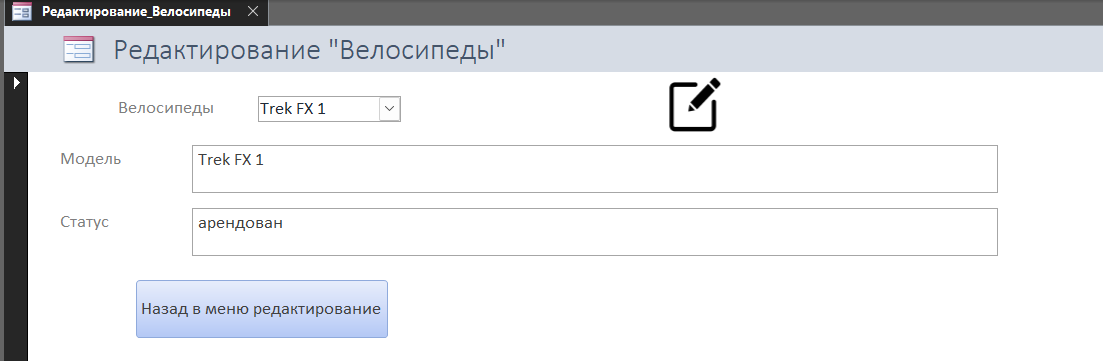 Редактирование_Велосипеды
Редактирование "Велосипеды"
Велосипеды Trek FX 1
Модель Trek FX 1
Статус арендован
Назад в меню редактирование